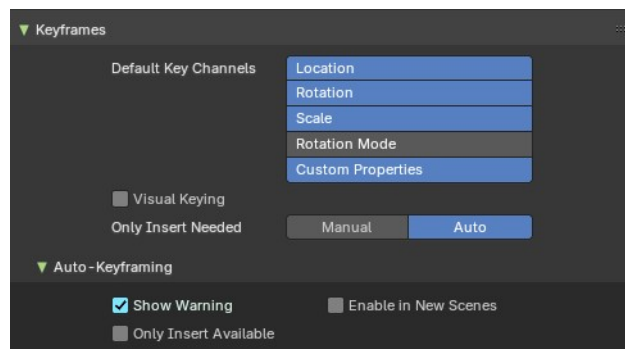 Keyframes
Default Key Channels Location
Rotation
Scale
Rotation Mode
Custom Properties
Visual Keying
Only Insert Needed Manual Auto
Auto-Keyframing
Show Warning Enable in New Scenes
Only Insert Available